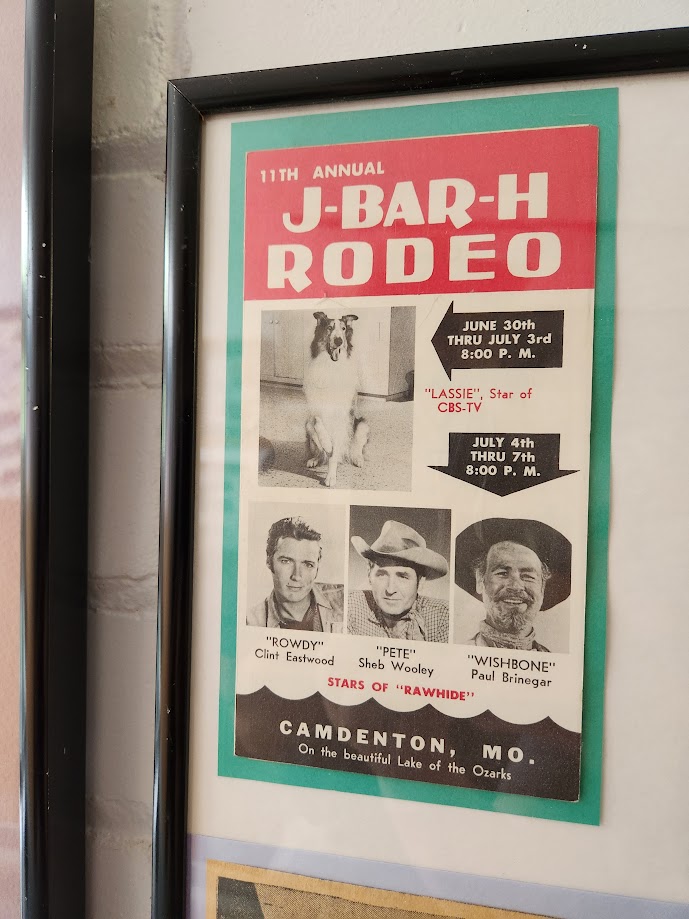 11TH ANNUAL
J-BAR-H
RODEO
JUNE 30th
THRU JULY 3rd
8:00 P. M.
"LASSIE", Star of
CBS-TV
JULY 4th
THRU 7th
8:00 P. M.
"ROWDY"
Clint Eastwood
"PETE"
Sheb Wooley
"WISHBONE"
Paul Brinegar
STARS OF "RAWHIDE"
CAMDENTON, MO.
On the beautiful Lake of the Ozarks